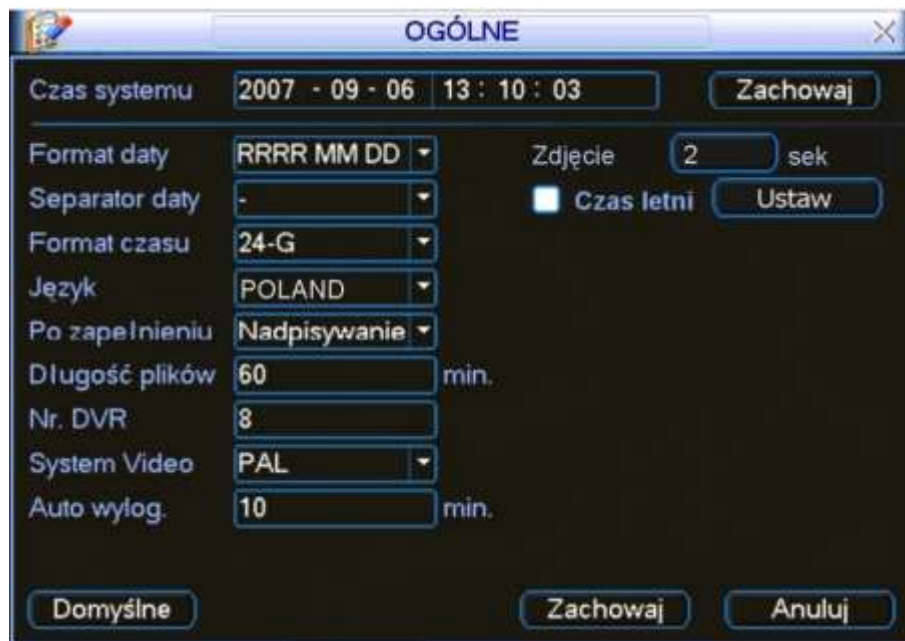 OGÓLNE
Czas systemu 2007 - 09 - 06 13 : 10 : 03 Zachowaj
Format daty RRRR MM DD Zdjęcie 2 sek
Separator daty - Czas letni Ustaw
Format czasu 24-G
Język POLAND
Po zapełnieniu Nadpisywanie
Długość plików 60 min.
Nr. DVR 8
System Video PAL
Auto wylog. 10 min.
Domyślne Zachowaj Anuluj